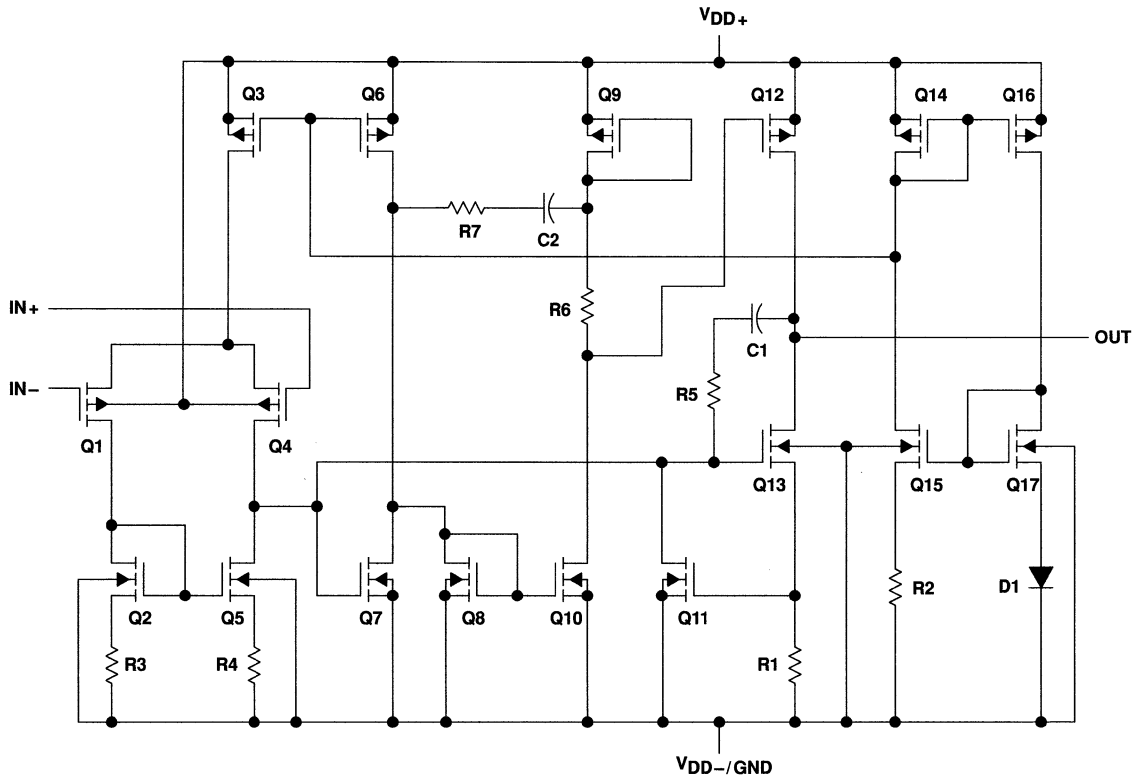 VDD+
Q3
Q6
Q9
Q12
Q14
Q16
R7
C2
IN+
R6
C1
OUT
IN−
R5
Q1
Q4
Q13
Q15
Q17
Q2
Q5
Q7
Q8
Q10
Q11
R2
D1
R3
R4
R1
VDD−/GND